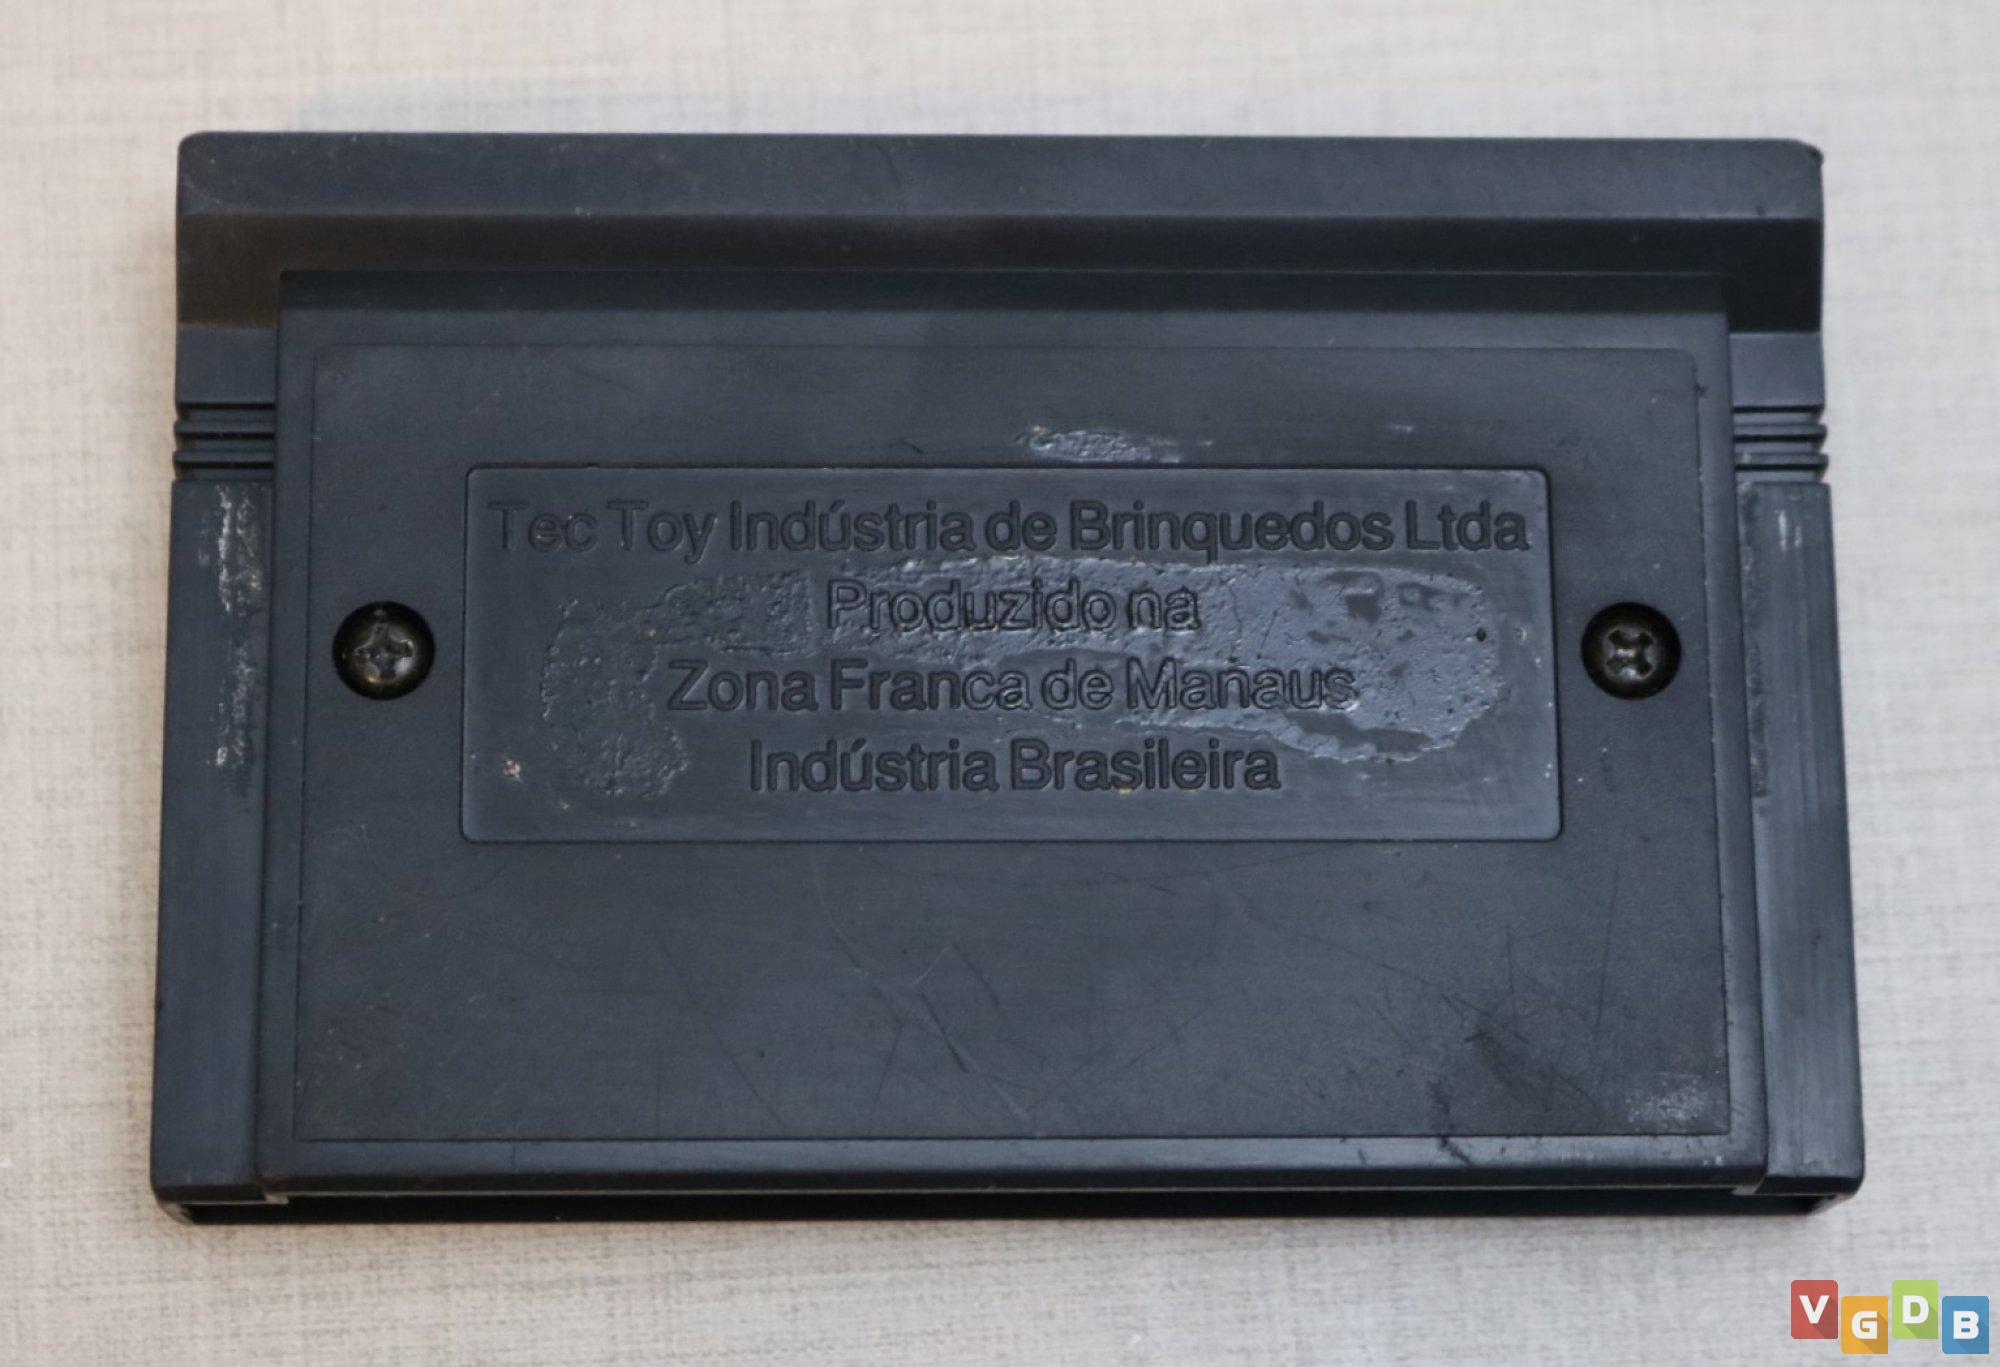 Tec Toy Indústria de Brinquedos Ltda
Produzido na
Zona Franca de Manaus
Indústria Brasileira
VGDB